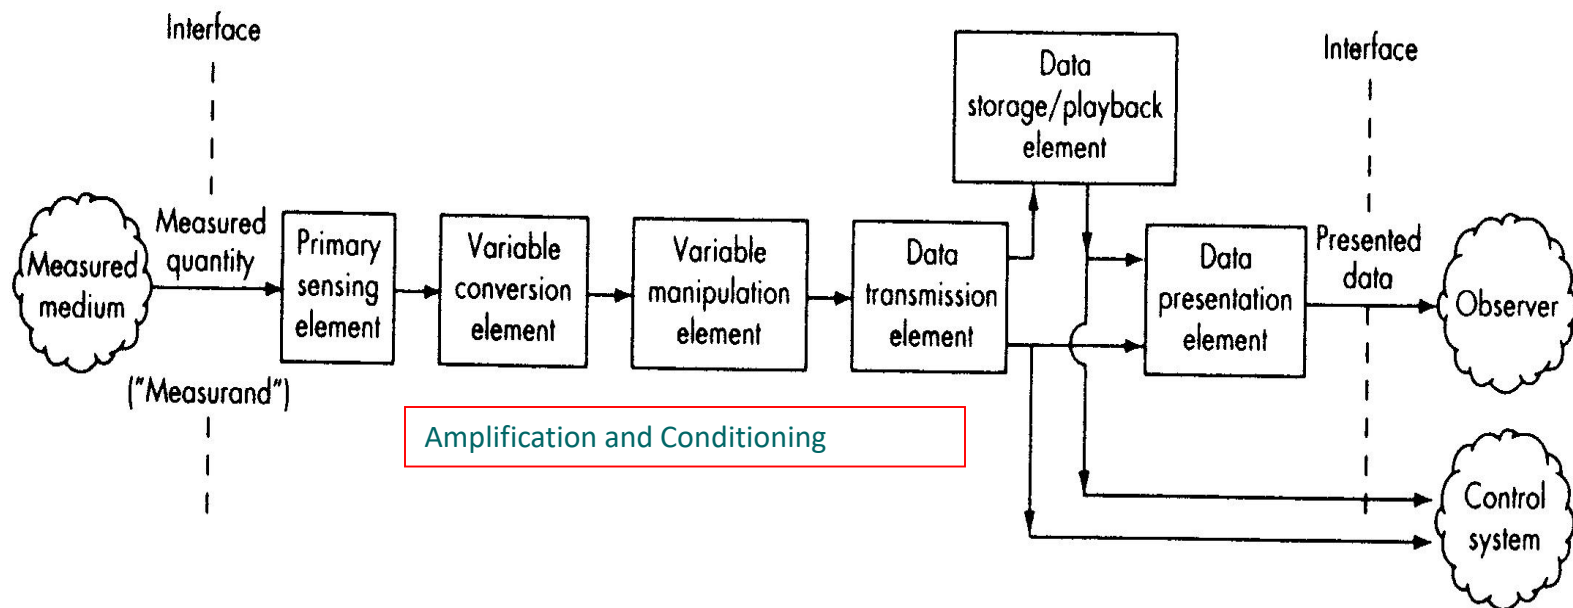 Interface
Measured
medium
Measured
quantity
("Measurand")
Primary
sensing
element
Variable
conversion
element
Variable
manipulation
element
Amplification and Conditioning
Data
transmission
element
Data
storage/playback
element
Data
presentation
element
Interface
Presented
data
Observer
Control
system